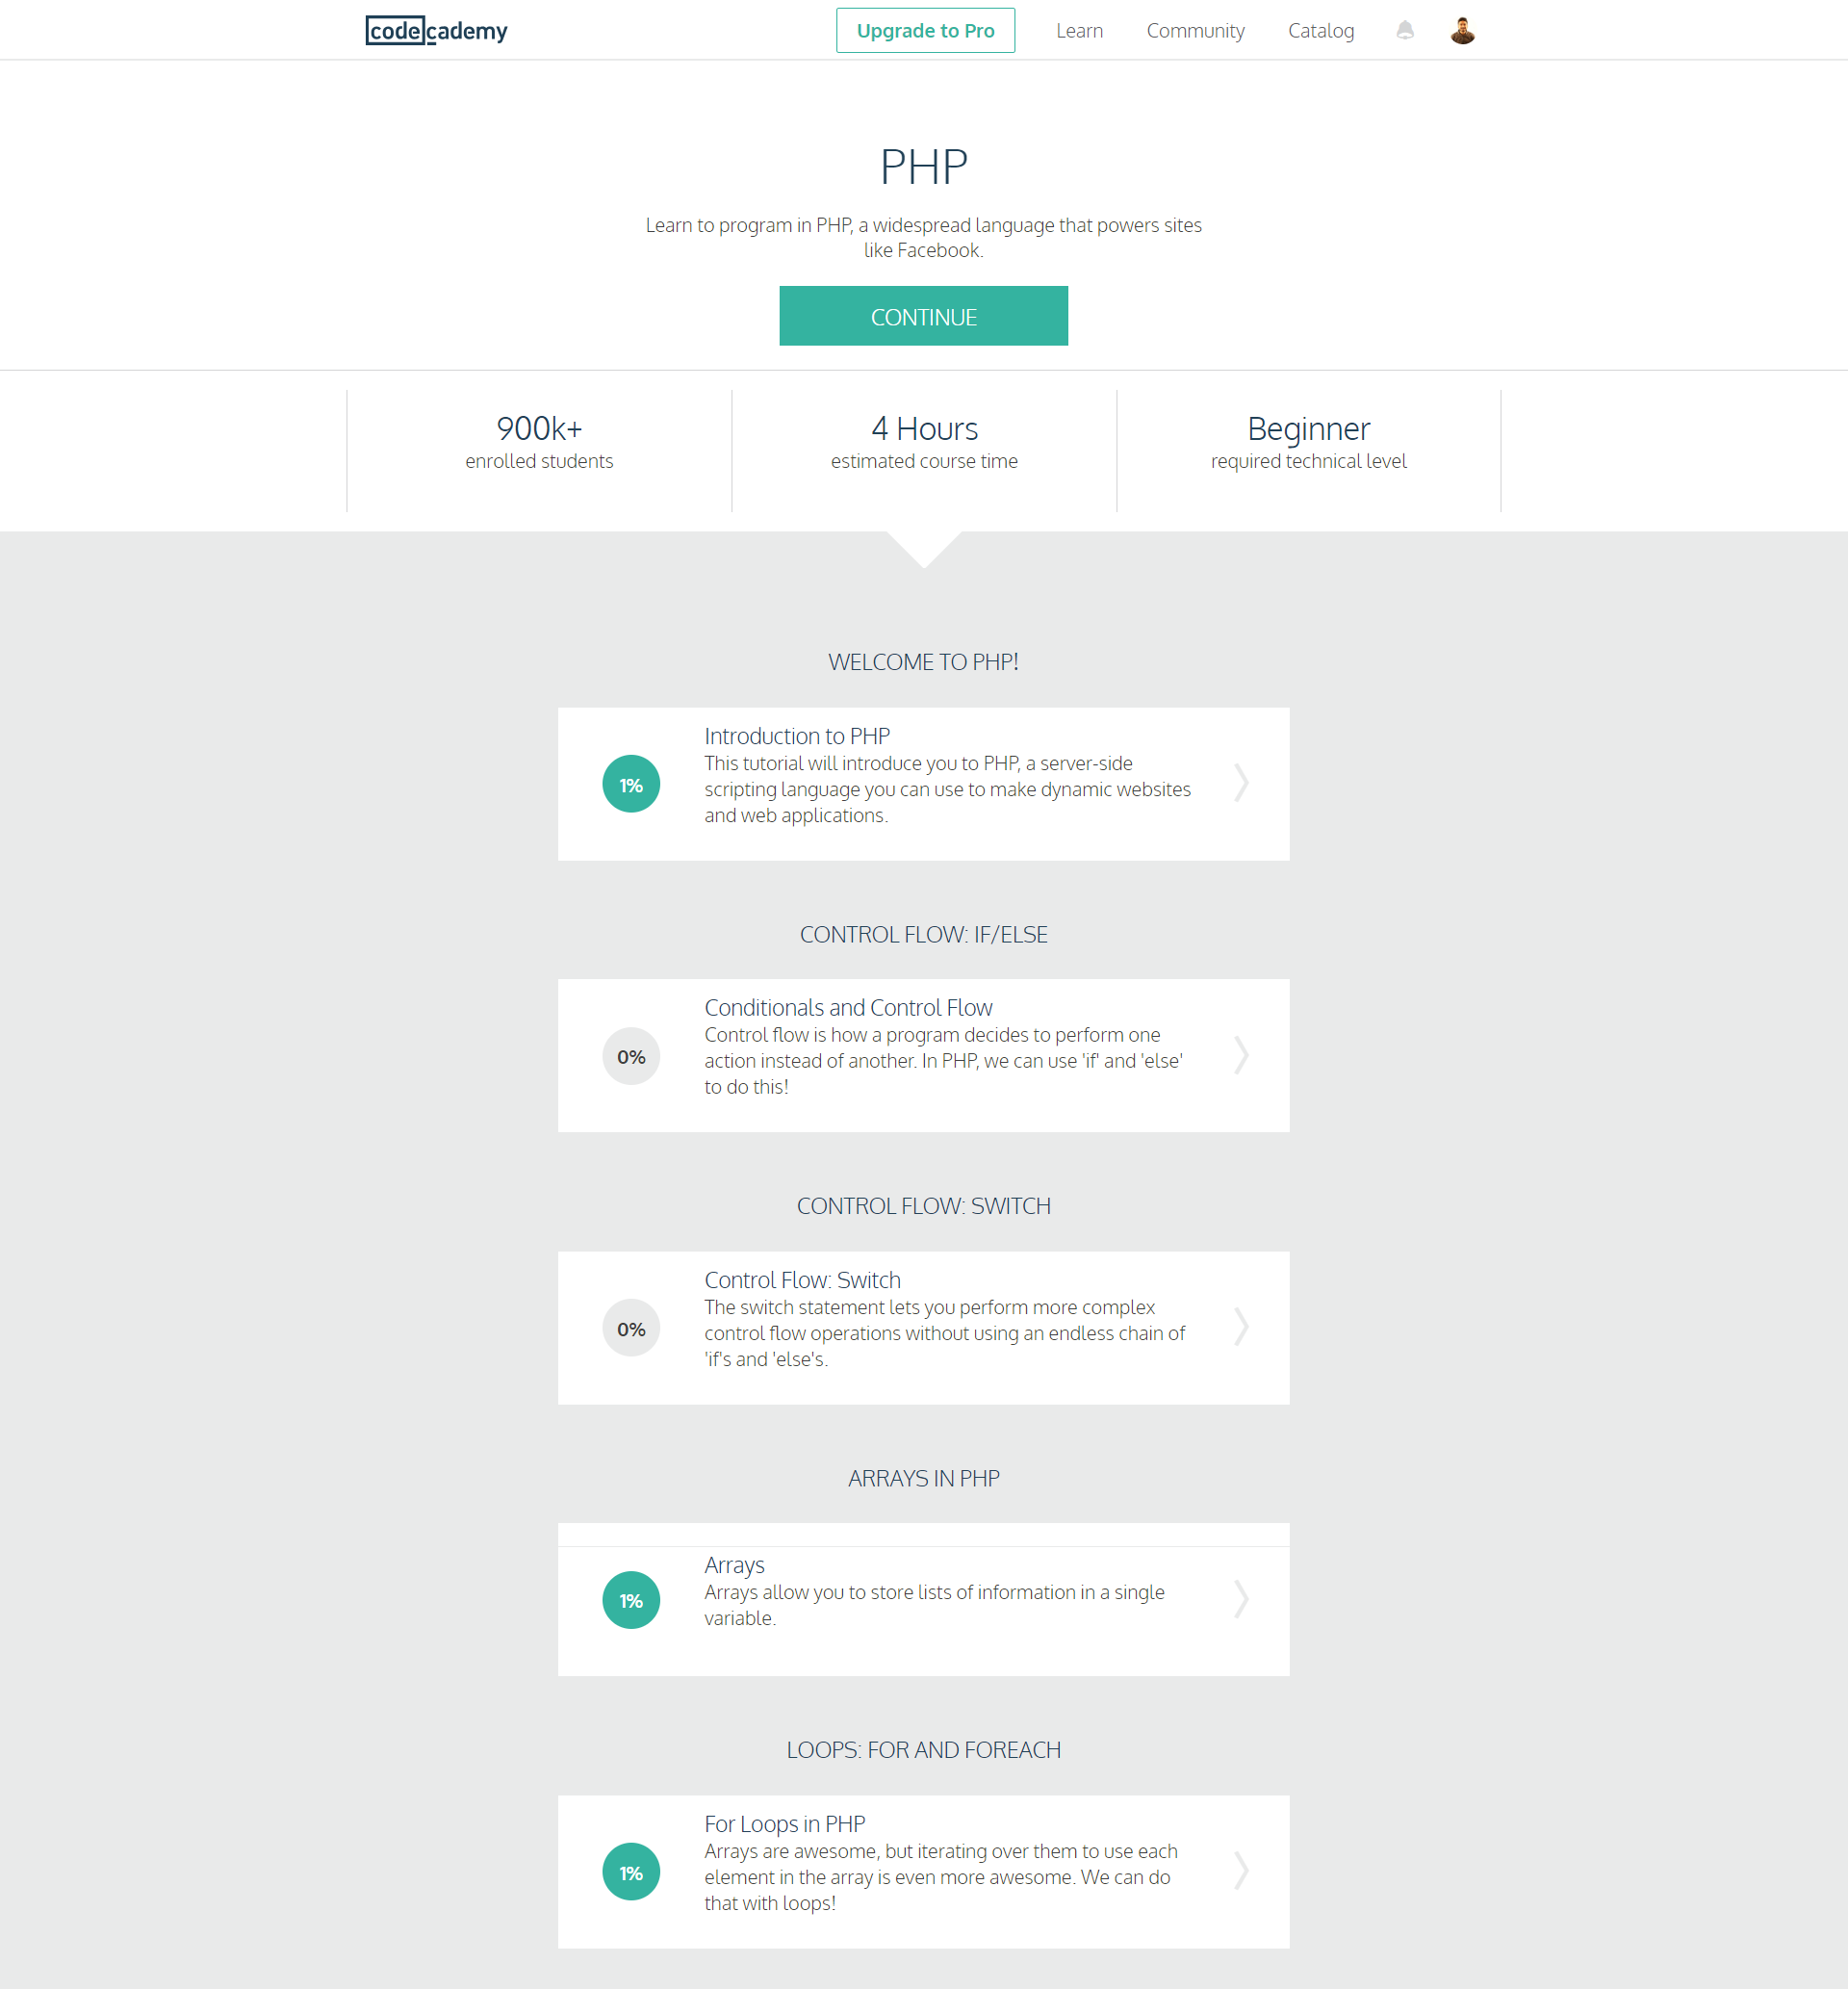 codecademy
Upgrade to Pro
Learn
Community
Catalog
PHP
Learn to program in PHP, a widespread language that powers sites
like Facebook.
CONTINUE
900k+
enrolled students
4 Hours
estimated course time
Beginner
required technical level
WELCOME TO PHP!
1%
Introduction to PHP
This tutorial will introduce you to PHP, a server-side
scripting language you can use to make dynamic websites
and web applications.
CONTROL FLOW: IF/ELSE
0%
Conditionals and Control Flow
Control flow is how a program decides to perform one
action instead of another. In PHP, we can use 'if' and 'else'
to do this!
CONTROL FLOW: SWITCH
0%
Control Flow: Switch
The switch statement lets you perform more complex
control flow operations without using an endless chain of
'if's and 'else's.
ARRAYS IN PHP
1%
Arrays
Arrays allow you to store lists of information in a single
variable.
LOOPS: FOR AND FOREACH
1%
For Loops in PHP
Arrays are awesome, but iterating over them to use each
element in the array is even more awesome. We can do
that with loops!